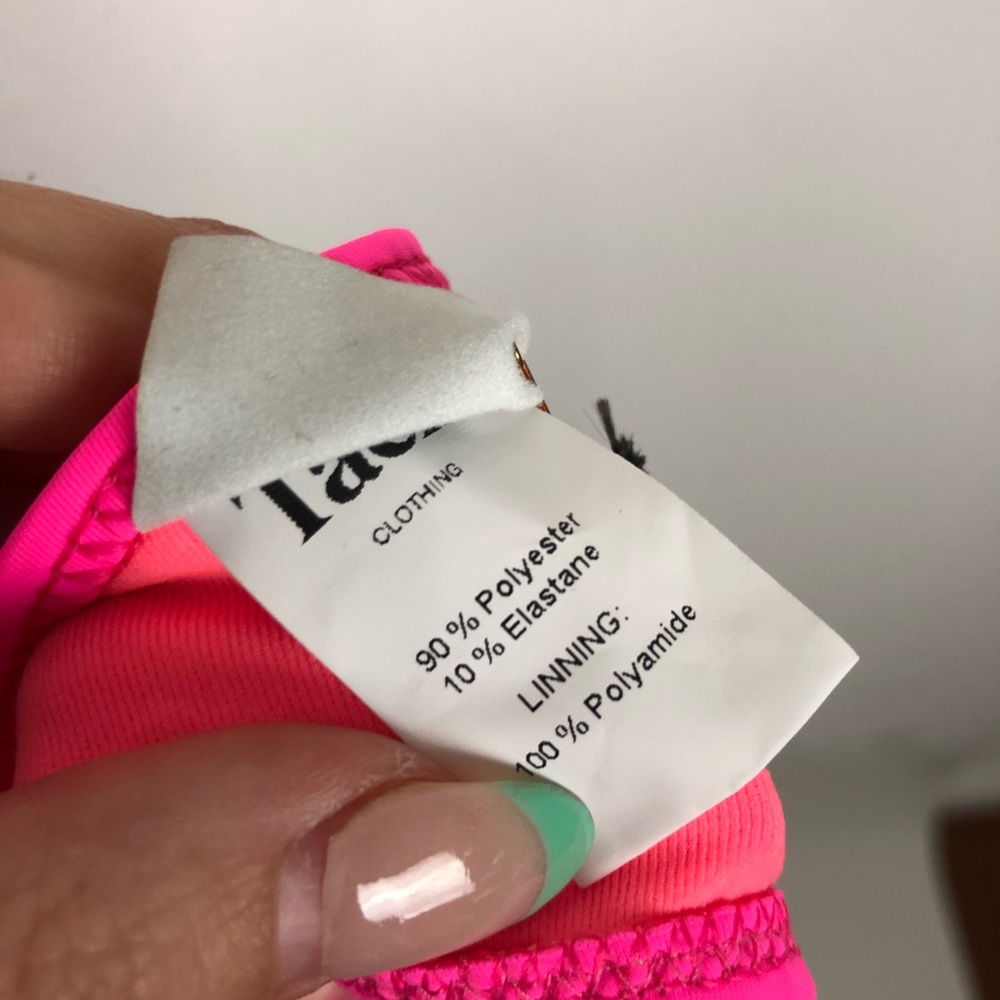 CLOTHING
90 % Polyester
10 % Elastane
LINNING:
100 % Polyamide